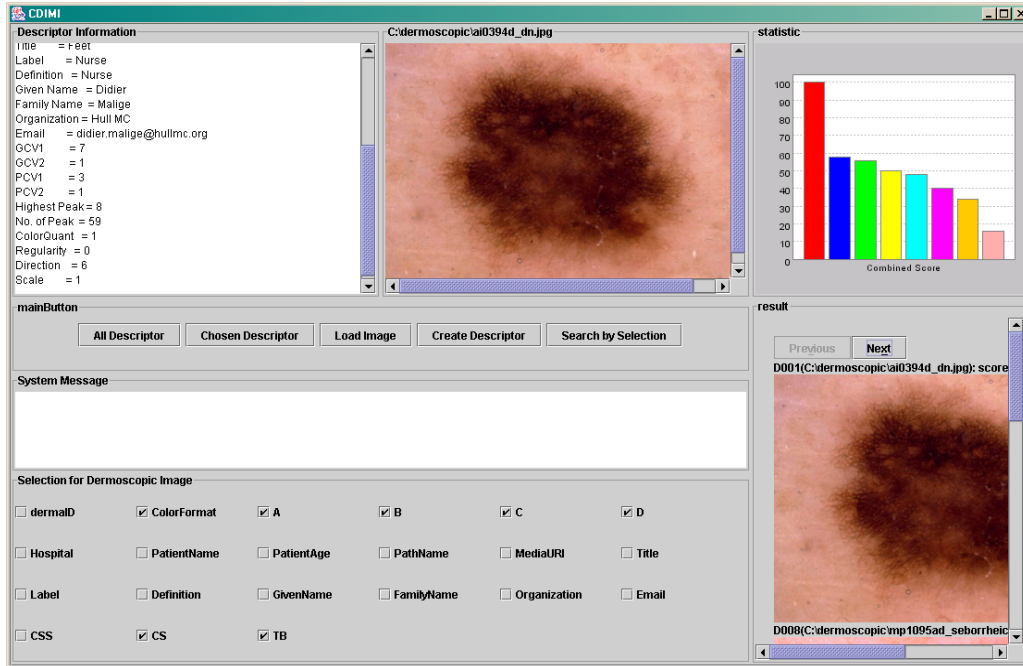 CDIMI
Descriptor Information
Title = Feet
Label = Nurse
Definition = Nurse
Given Name = Didier
Family Name = Malige
Organization = Hull MC
Email = didier.malige@hullmc.org
GCV1 = 7
GCV2 = 1
PCV1 = 3
PCV2 = 1
Highest Peak = 8
No. of Peak = 59
ColorQuant = 1
Regularity = 0
Direction = 6
Scale = 1
C:\dermoscopic\ai0394d_dn.jpg
statistic
100
90
80
70
60
50
40
30
20
10
0
Combined Score
mainButton
All Descriptor Chosen Descriptor Load Image Create Descriptor Search by Selection
System Message
Selection for Dermoscopic Image
dermaID ColorFormat A B C D
Hospital PatientName PatientAge PathName MediaURI Title
Label Definition GivenName FamilyName Organization Email
CSS CS TB
result
Previous Next
D001(C:\dermoscopic\ai0394d_dn.jpg): score
D008(C:\dermoscopic\mp1095ad_seborrheic